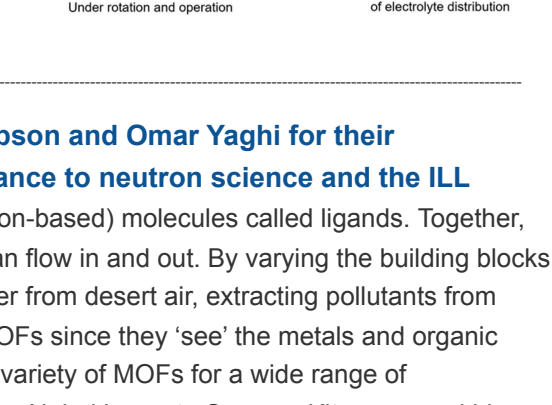 Under rotation and operation of electrolyte distribution
bson and Omar Yaghi for their
ance to neutron science and the ILL
on-based) molecules called ligands. Together,
an flow in and out. By varying the building blocks
er from desert air, extracting pollutants from
OFs since they ‘see’ the metals and organic
variety of MOFs for a wide range of